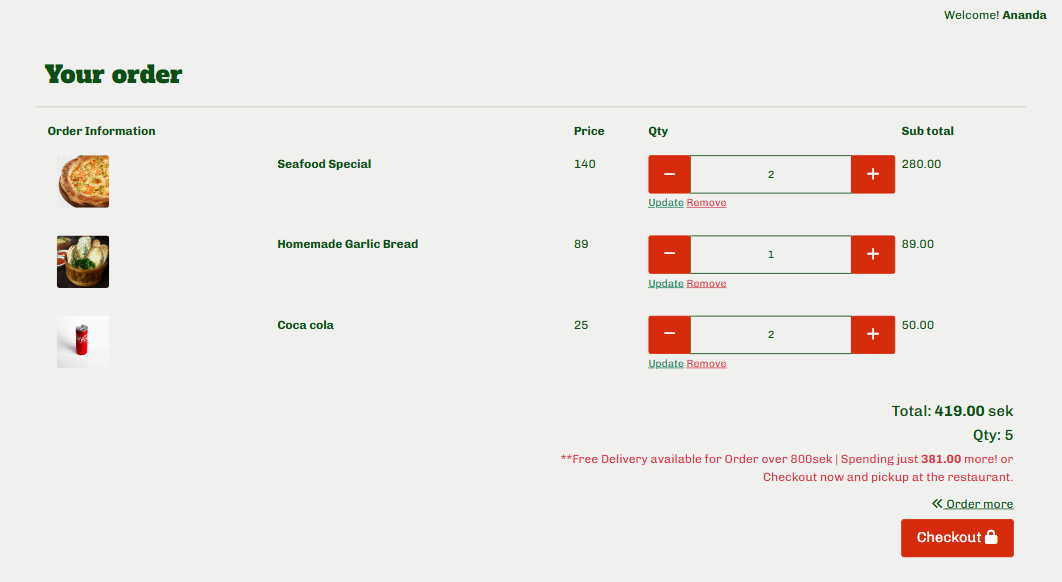 Welcome! Ananda
Your order
Order Information Price Qty Sub total
Seafood Special 140 − 2 + 280.00
Update Remove
Homemade Garlic Bread 89 − 1 + 89.00
Update Remove
Coca cola 25 − 2 + 50.00
Update Remove
Total: 419.00 sek
Qty: 5
**Free Delivery available for Order over 800sek | Spending just 381.00 more! or
Checkout now and pickup at the restaurant.
Order more
Checkout